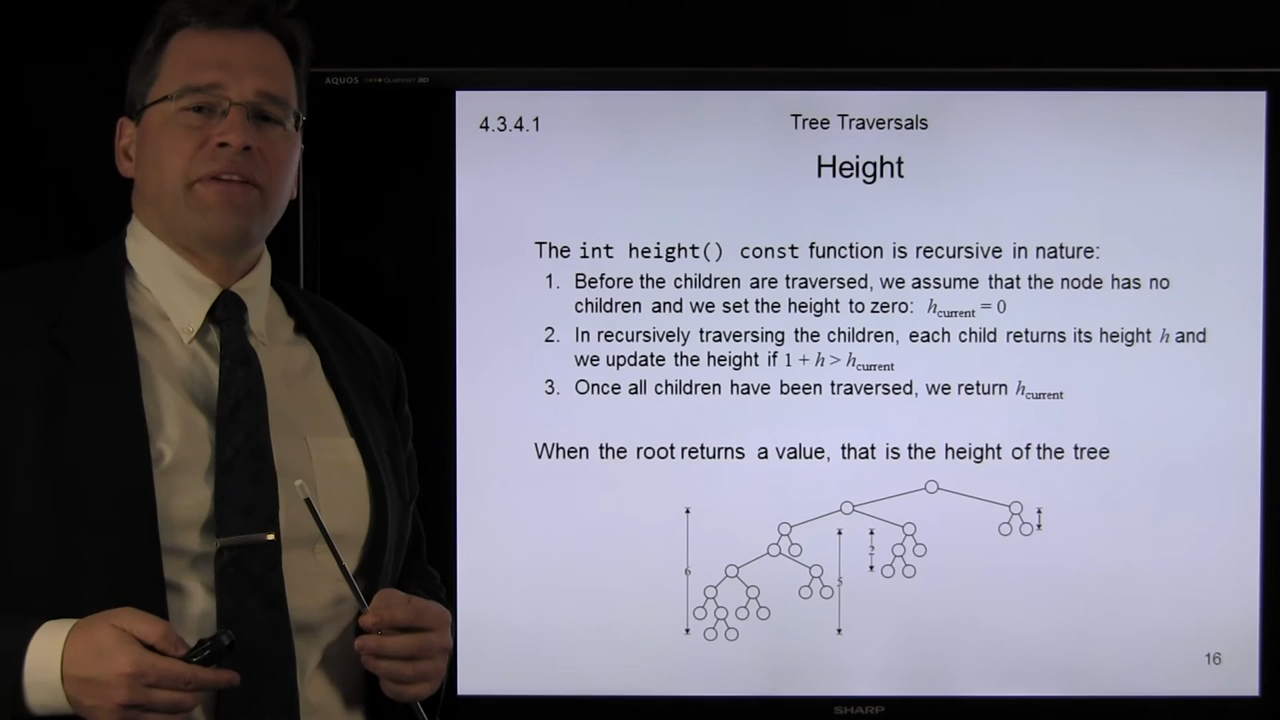 AQUOS
4.3.4.1
Tree Traversals
Height
The int height() const function is recursive in nature:
1. Before the children are traversed, we assume that the node has no
children and we set the height to zero: h_current = 0
2. In recursively traversing the children, each child returns its height h and
we update the height if 1 + h > h_current
3. Once all children have been traversed, we return h_current
When the root returns a value, that is the height of the tree
6
5
2
16
SHARP